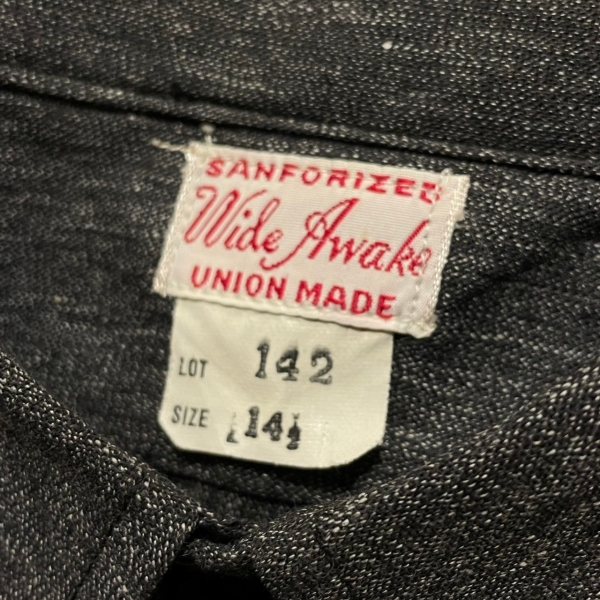 SANFORIZED
Wide Awake
UNION MADE
LOT 142
SIZE 14½